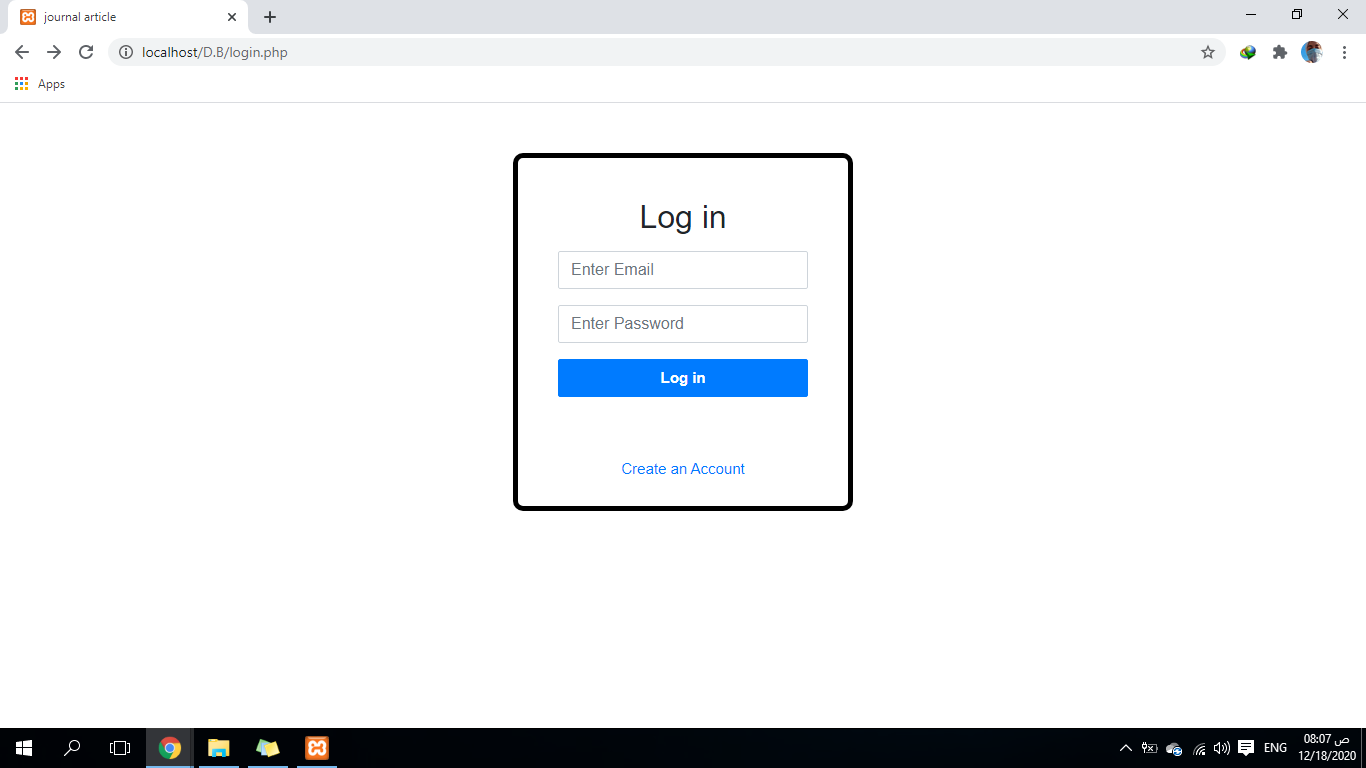 journal article
localhost/D.B/login.php
Apps
Log in
Enter Email
Enter Password
Log in
Create an Account
ENG
08:07 ص
12/18/2020